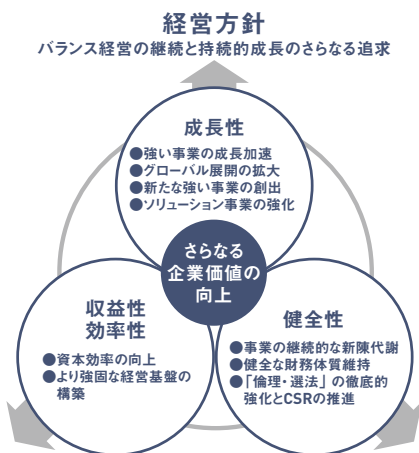 経営方針
バランス経営の継続と持続的成長のさらなる追求
成長性
●強い事業の成長加速
●グローバル展開の拡大
●新たな強い事業の創出
●ソリューション事業の強化
さらなる
企業価値の
向上
収益性
効率性
●資本効率の向上
●より強固な経営基盤の
構築
健全性
●事業の継続的な新陳代謝
●健全な財務体質維持
●「倫理・遵法」の徹底的
強化とCSRの推進